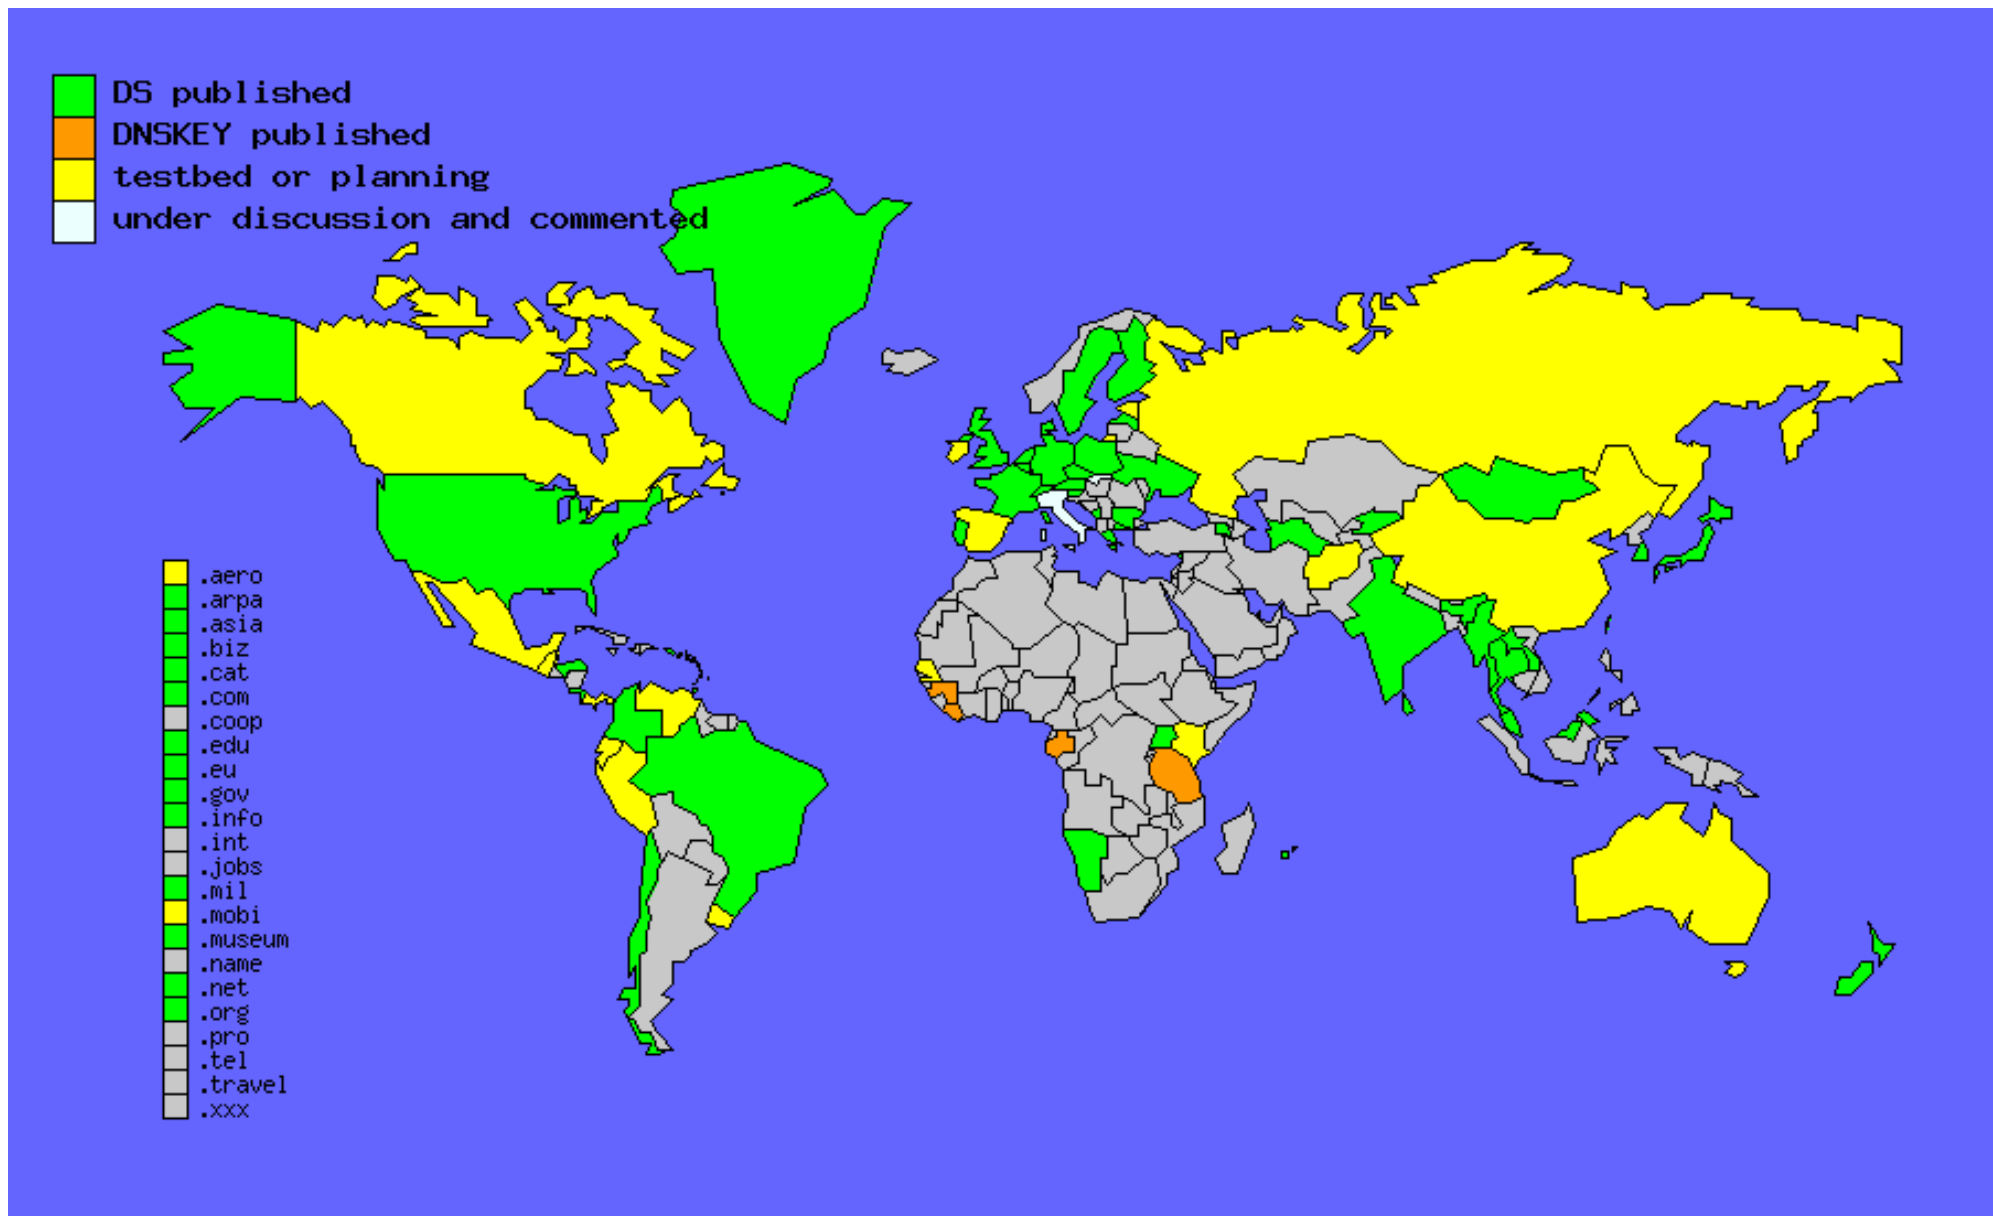 DS published
DNSKEY published
testbed or planning
under discussion and commented
.aero
.arpa
.asia
.biz
.cat
.com
.coop
.edu
.eu
.gov
.info
.int
.jobs
.mil
.mobi
.museum
.name
.net
.org
.pro
.tel
.travel
.xxx